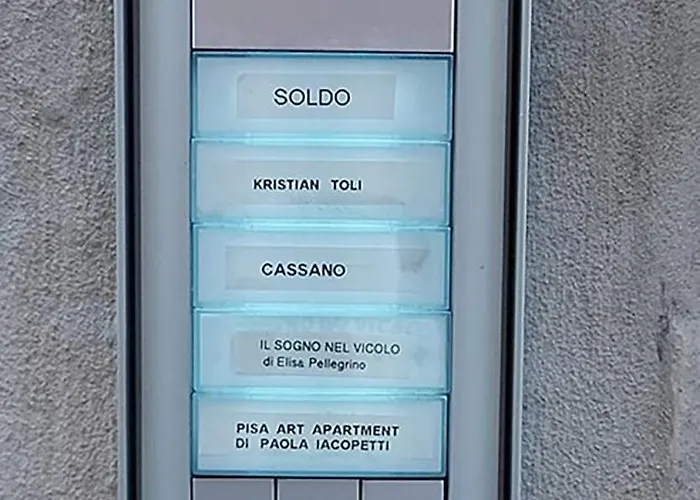 SOLDO
KRISTIAN TOLI
CASSANO
IL SOGNO NEL VICOLO
di Elisa Pellegrino
PISA ART APARTMENT
DI PAOLA IACOPETTI